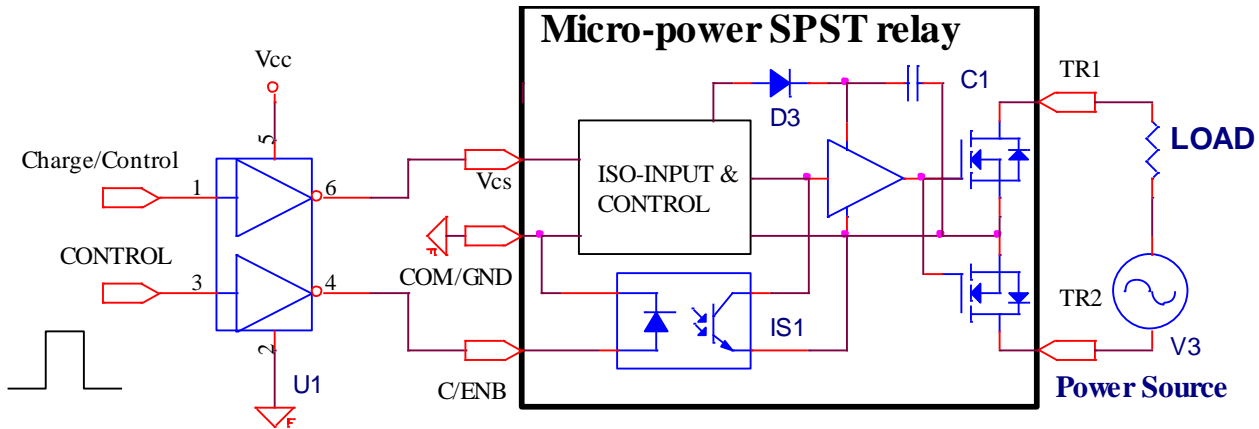 Micro-power SPST relay
Vcc
C1
TR1
D3
5
Charge/Control
LOAD
1
6
Vcs
ISO-INPUT &
CONTROL
CONTROL
COM/GND
3
4
TR2
IS1
2
V3
U1
C/ENB
Power Source